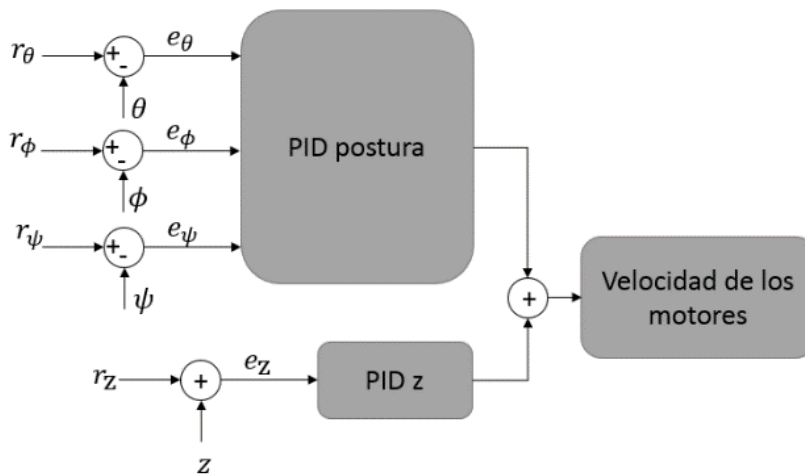 r_θ + - e_θ
θ
r_ϕ + - e_ϕ
ϕ
r_ψ + - e_ψ
ψ
PID postura
+
Velocidad de los
motores
r_Z + e_Z
z
PID z